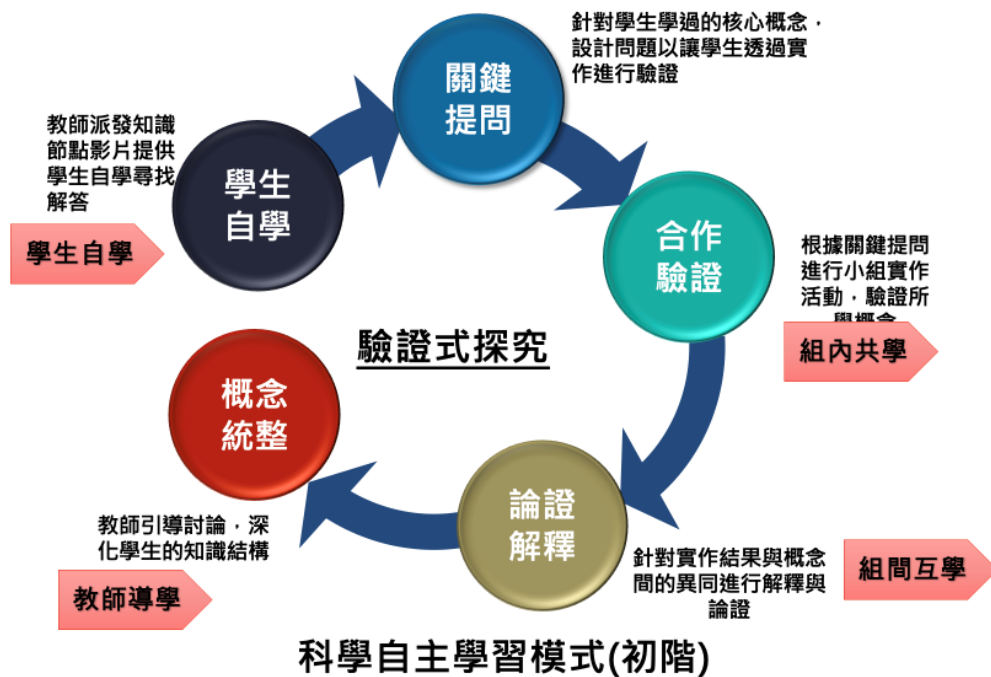 針對學生學過的核心概念，
設計問題以讓學生透過實
作進行驗證
關鍵
提問
教師派發知識
節點影片提供
學生自學尋找
解答
學生
自學
學生自學
合作
驗證
根據關鍵提問
進行小組實作
活動，驗證所
學概念
組內共學
驗證式探究
概念
統整
論證
解釋
教師引導討論，深
化學生的知識結構
教師導學
針對實作結果與概念
間的異同進行解釋與
論證
組間互學
科學自主學習模式(初階)